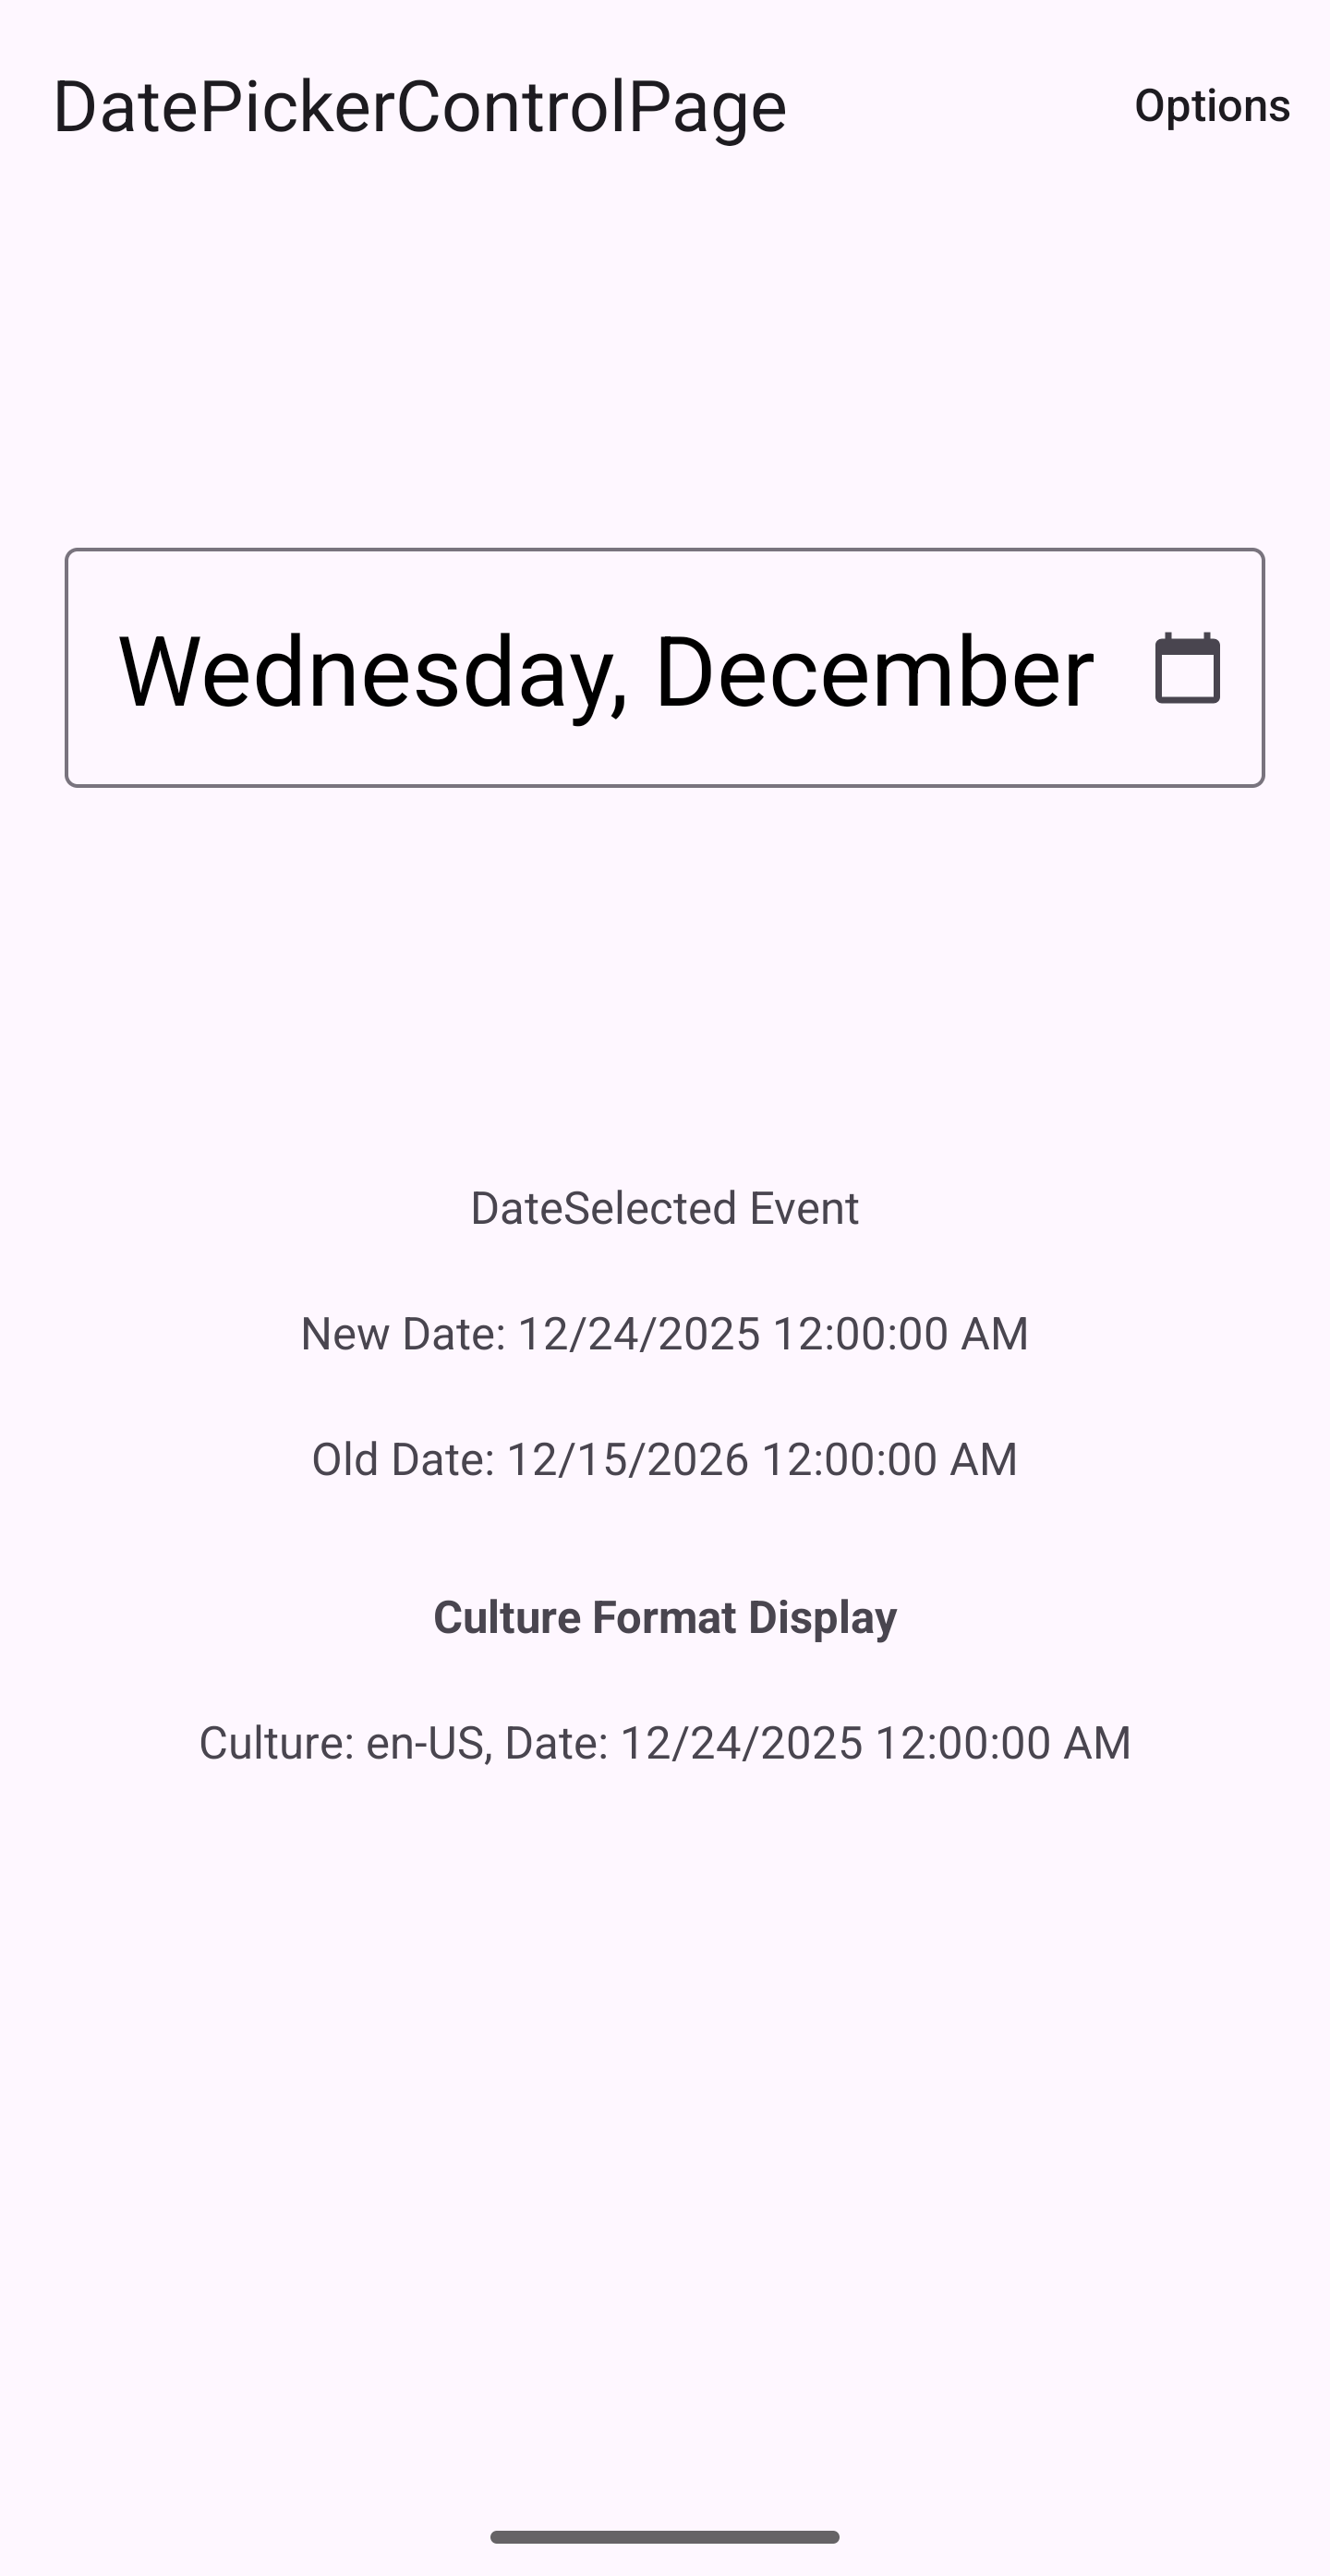 DatePickerControlPage
Options
Wednesday, December
DateSelected Event
New Date: 12/24/2025 12:00:00 AM
Old Date: 12/15/2026 12:00:00 AM
Culture Format Display
Culture: en-US, Date: 12/24/2025 12:00:00 AM